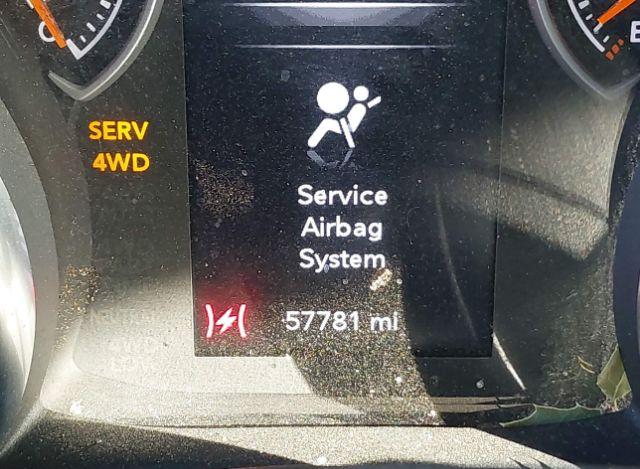 C
E
SERV
4WD
Service
Airbag
System
57781 mi